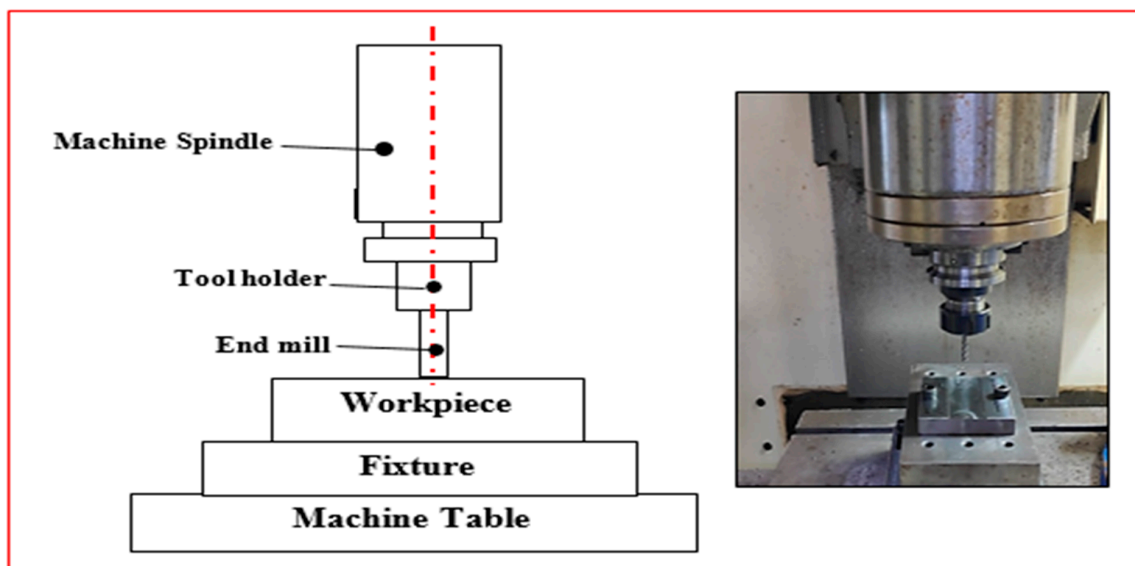 Machine Spindle
Tool holder
End mill
Workpiece
Fixture
Machine Table